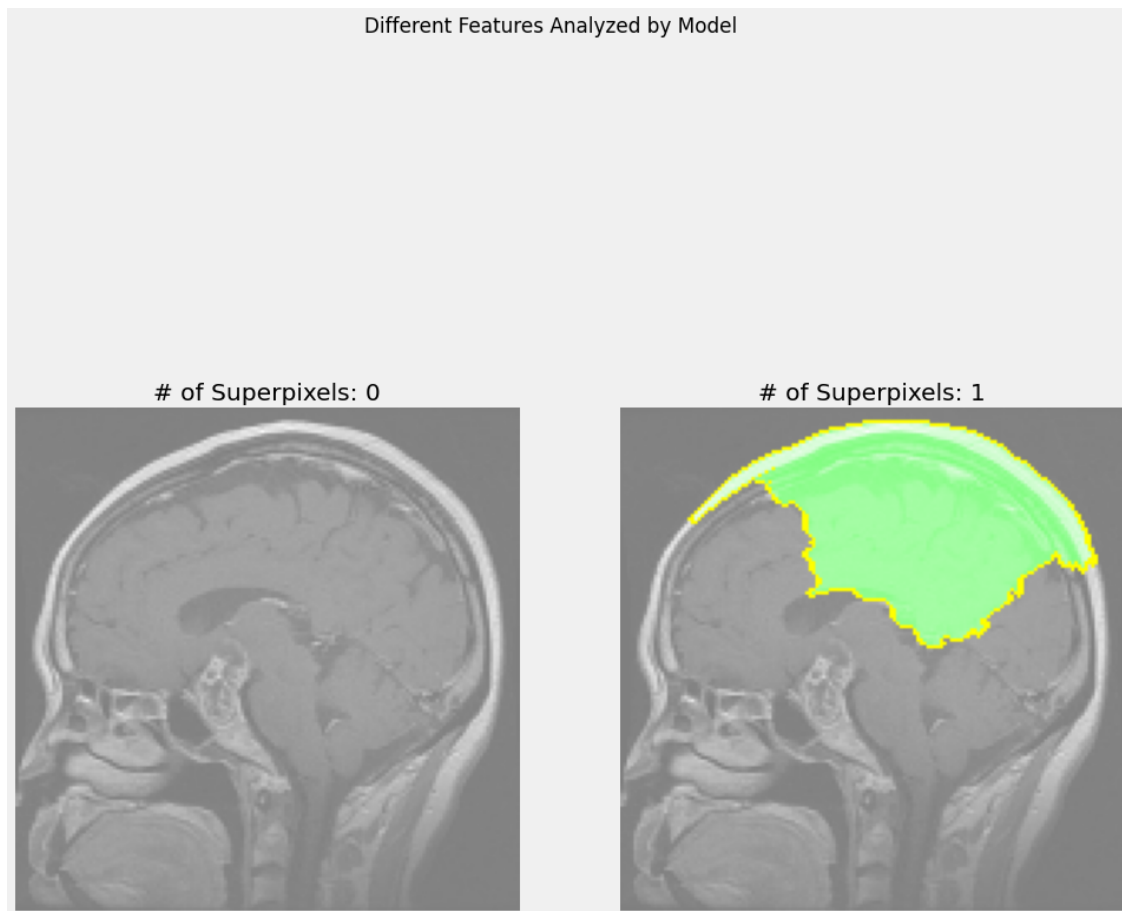 Different Features Analyzed by Model
# of Superpixels: 0
# of Superpixels: 1